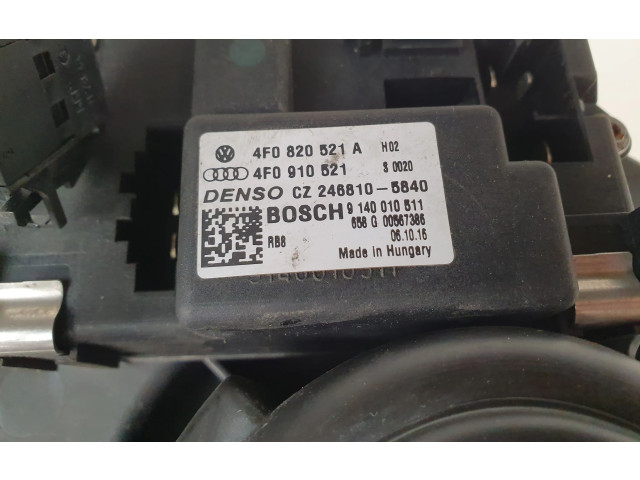 4F0 820 521 A H02
4F0 910 521 S 0020
DENSO CZ 246810-5840
BOSCH 9 140 010 511
658 G 00567386
RB8 06.10.16
Made in Hungary